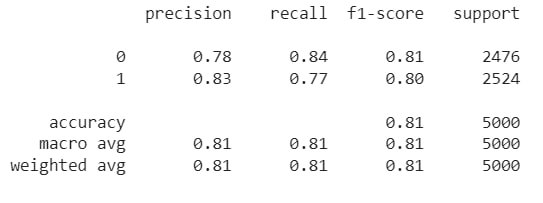 precision recall f1-score support
0 0.78 0.84 0.81 2476
1 0.83 0.77 0.80 2524
accuracy 0.81 5000
macro avg 0.81 0.81 0.81 5000
weighted avg 0.81 0.81 0.81 5000